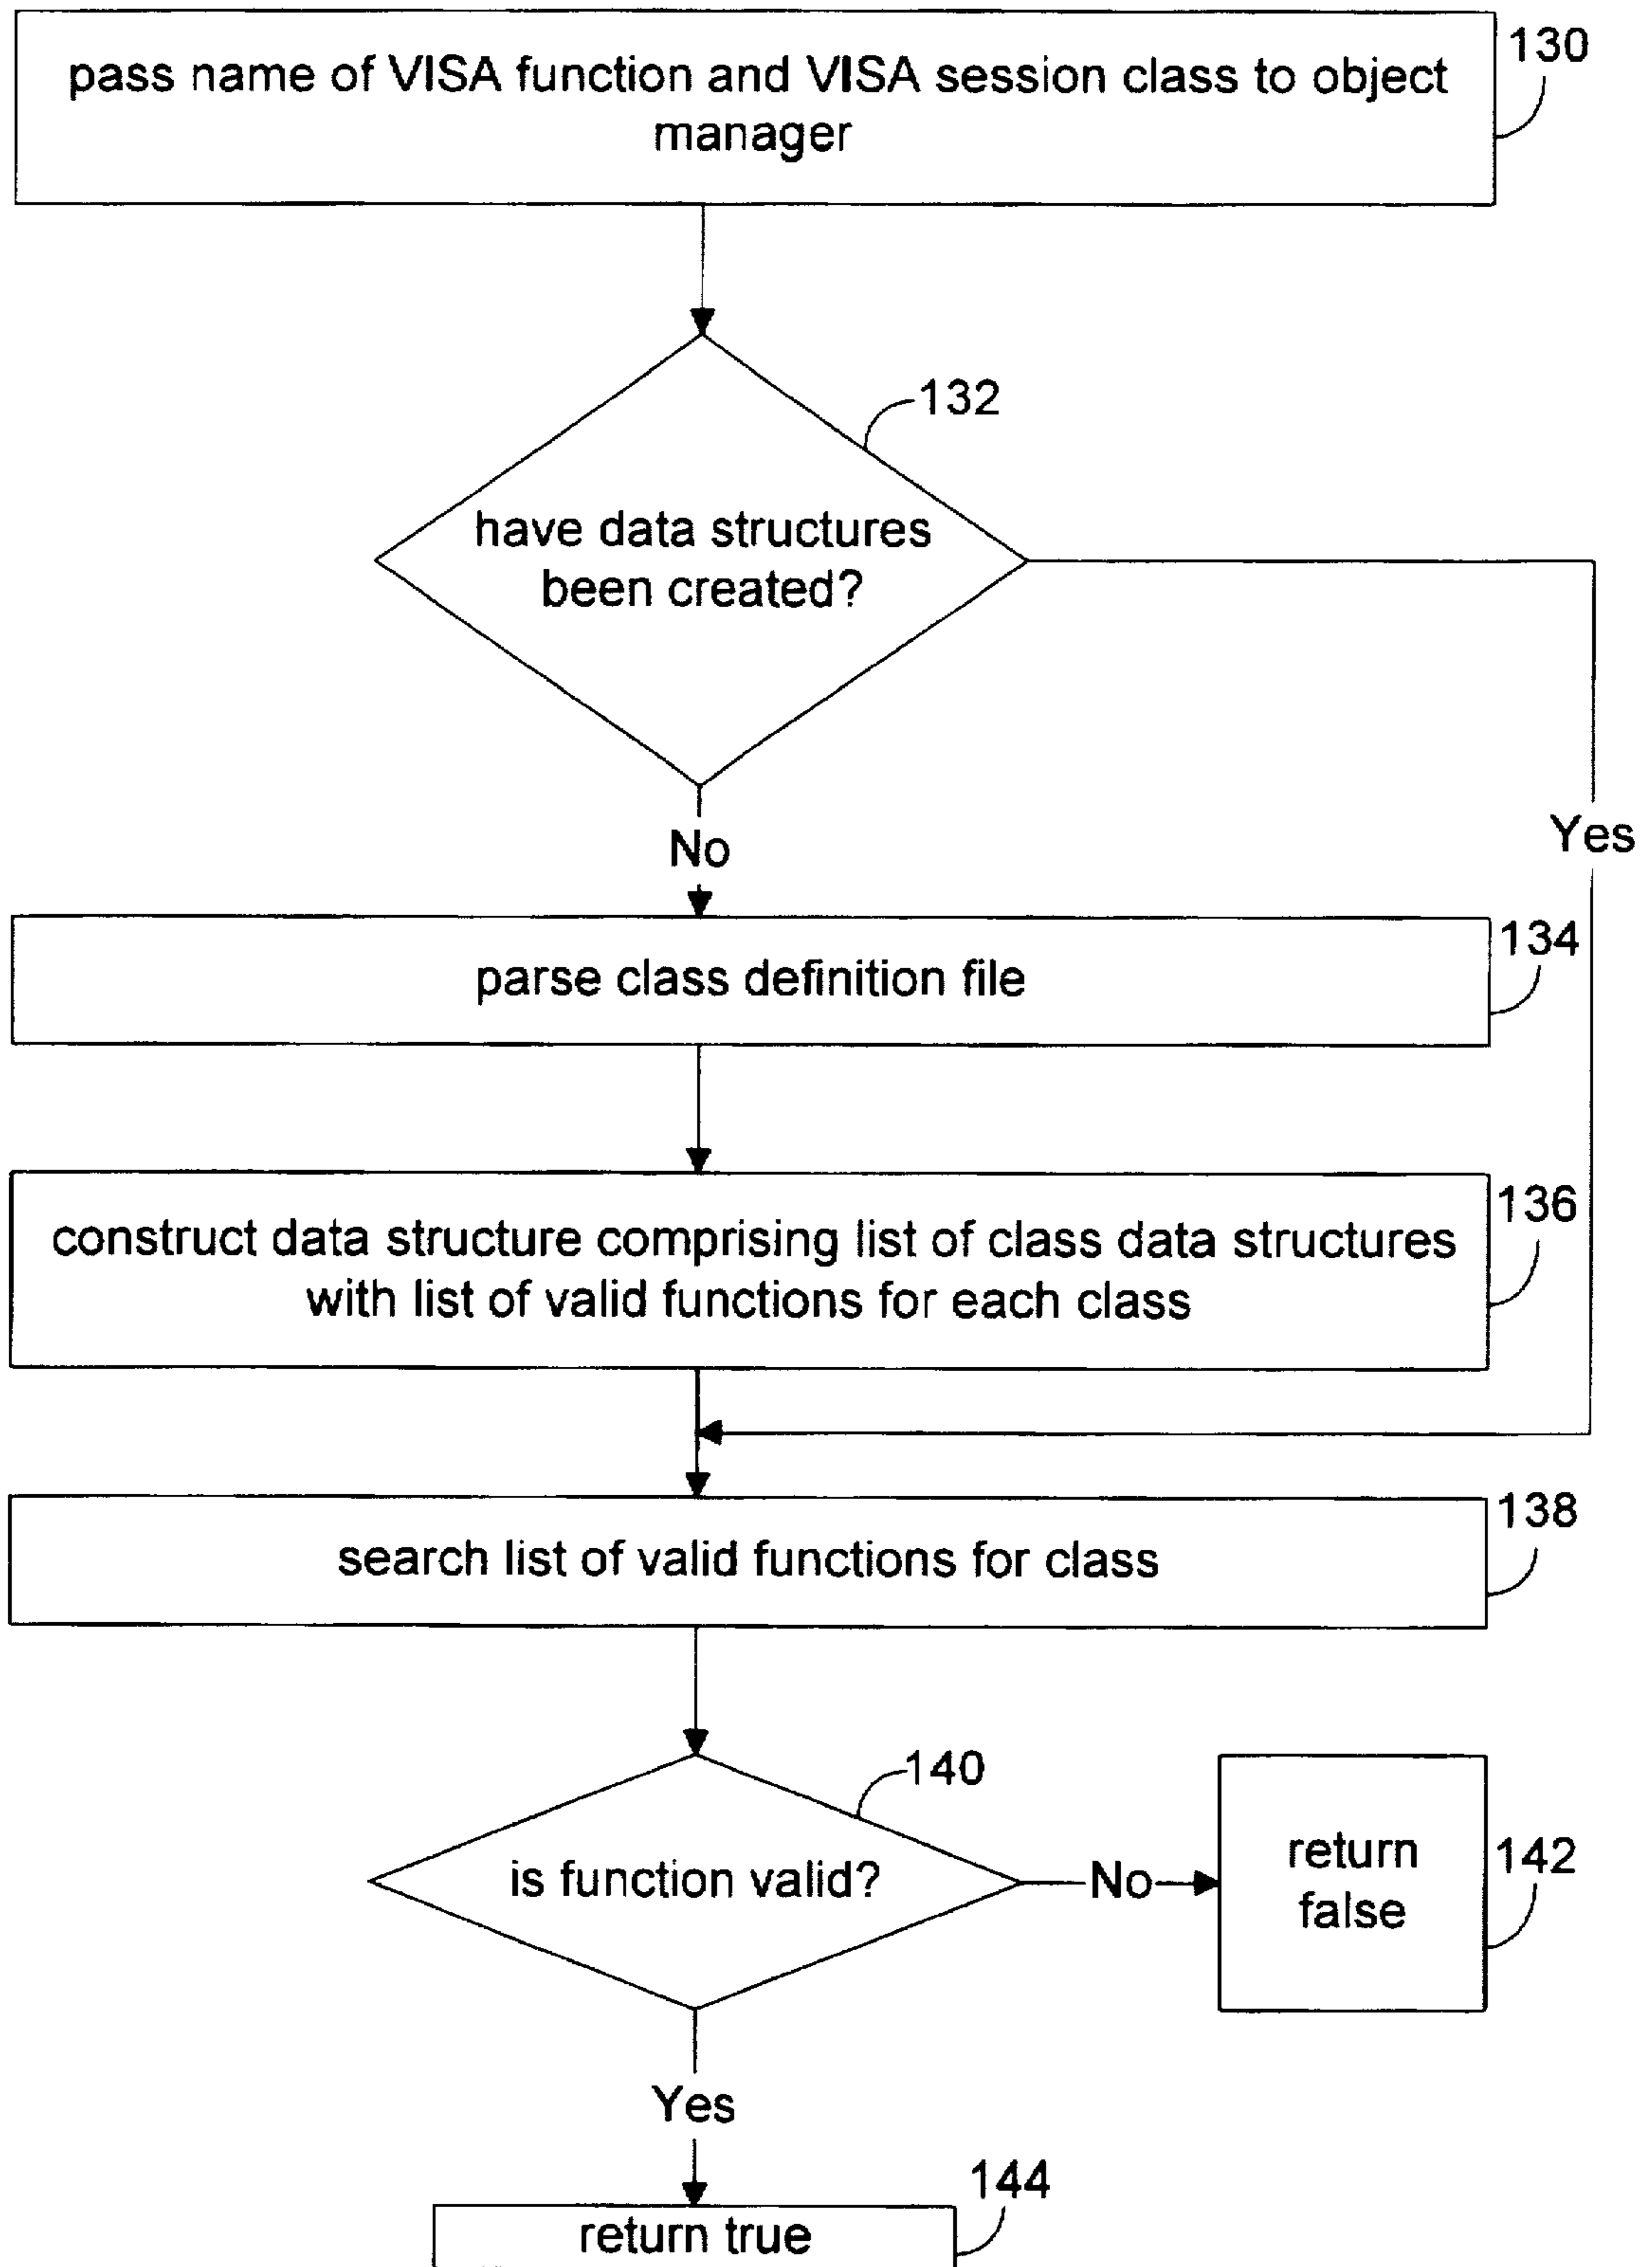 pass name of VISA function and VISA session class to object
manager
130
132
have data structures
been created?
Yes
No
134
parse class definition file
136
construct data structure comprising list of class data structures
with list of valid functions for each class
138
search list of valid functions for class
140
is function valid?
No
return
false
142
Yes
144
return true